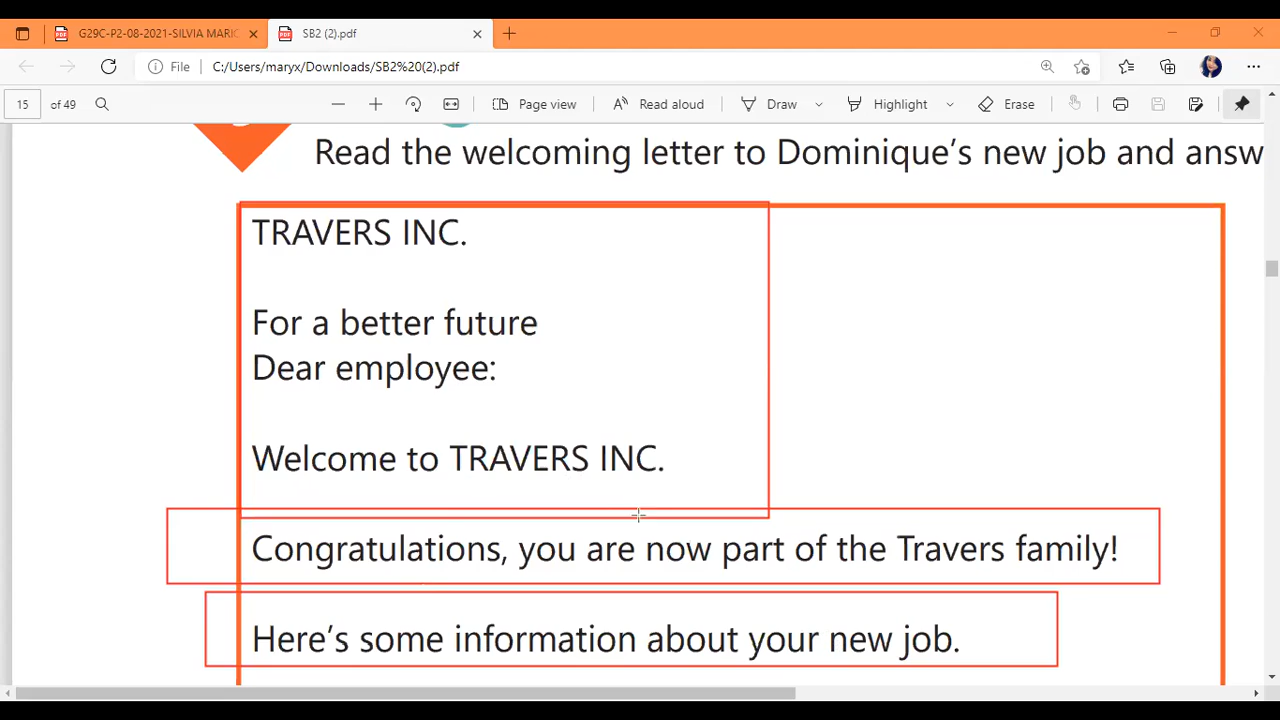 G29C-P2-08-2021-SILVIA MARIC
SB2 (2).pdf
File
C:/Users/maryx/Downloads/SB2%20(2).pdf
15 of 49
Page view
Read aloud
Draw
Highlight
Erase
Read the welcoming letter to Dominique's new job and answ
TRAVERS INC.
For a better future
Dear employee:
Welcome to TRAVERS INC.
Congratulations, you are now part of the Travers family!
Here's some information about your new job.